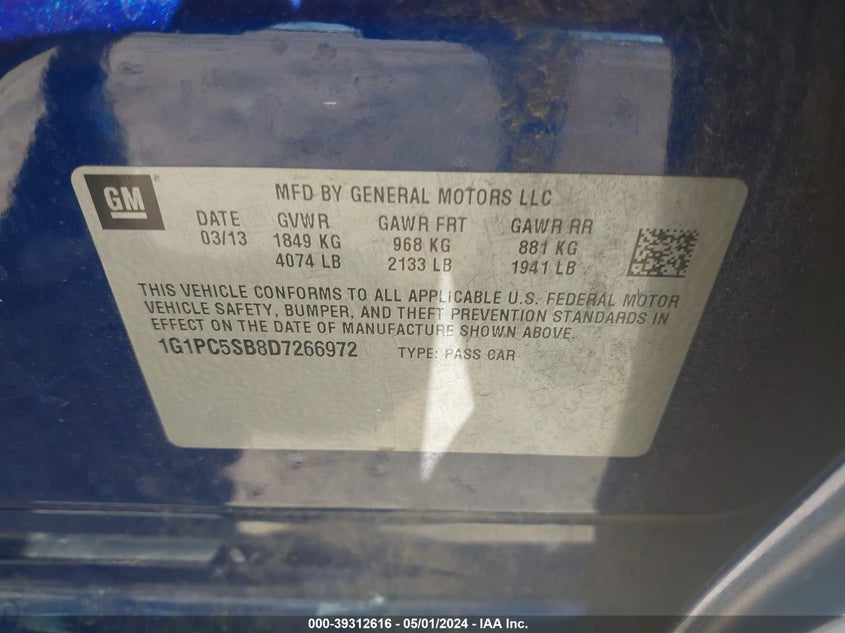 GM
MFD BY GENERAL MOTORS LLC
DATE GVWR GAWR FRT GAWR RR
03/13 1849 KG 968 KG 881 KG
4074 LB 2133 LB 1941 LB
THIS VEHICLE CONFORMS TO ALL APPLICABLE U.S. FEDERAL MOTOR
VEHICLE SAFETY, BUMPER, AND THEFT PREVENTION STANDARDS IN
EFFECT ON THE DATE OF MANUFACTURE SHOWN ABOVE.
1G1PC5SB8D7266972 TYPE: PASS CAR
000-39312616 - 05/01/2024 - IAA Inc.